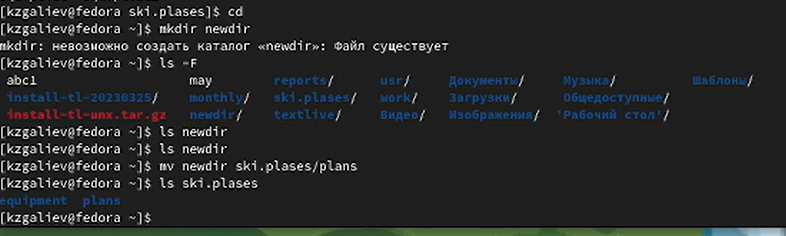 [kzgaliev@fedora ski.plases]$ cd
[kzgaliev@fedora ~]$ mkdir newdir
mkdir: невозможно создать каталог «newdir»: Файл существует
[kzgaliev@fedora ~]$ ls -F
abc1 may reports/ usr/ Документы/ Музыка/ Шаблоны/
install-tl-20230325/ monthly/ ski.plases/ work/ Загрузки/ Общедоступные/
install-tl-unx.tar.gz newdir/ textlive/ Видео/ Изображения/ 'Рабочий стол'/
[kzgaliev@fedora ~]$ ls newdir
[kzgaliev@fedora ~]$ ls newdir
[kzgaliev@fedora ~]$ mv newdir ski.plases/plans
[kzgaliev@fedora ~]$ ls ski.plases
equipment plans
[kzgaliev@fedora ~]$